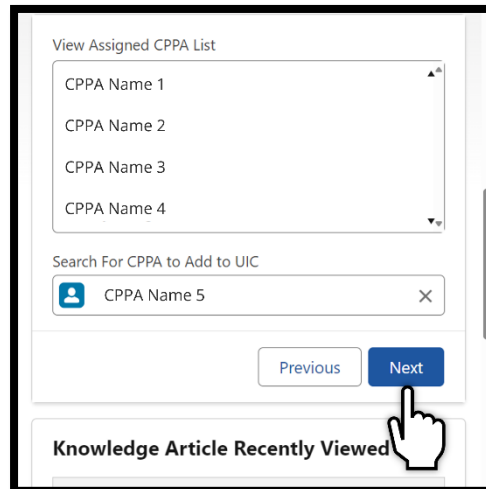 View Assigned CPPA List
CPPA Name 1
CPPA Name 2
CPPA Name 3
CPPA Name 4
Search For CPPA to Add to UIC
CPPA Name 5
Previous
Next
Knowledge Article Recently Viewed